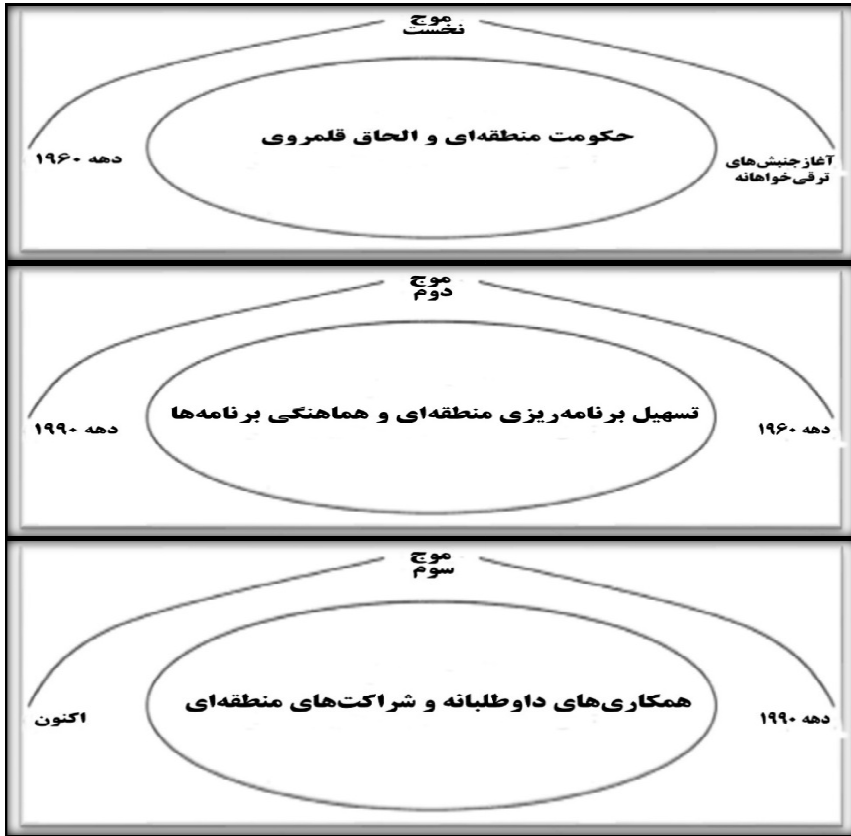 موج
نخست
حکومت منطقه‌ای و الحاق قلمروی
آغاز جنبش‌های
ترقی‌خواهانه
دهه ۱۹۶۰
موج
دوم
تسهیل برنامه‌ریزی منطقه‌ای و هماهنگی برنامه‌ها
دهه ۱۹۶۰
دهه ۱۹۹۰
موج
سوم
همکاری‌های داوطلبانه و شراکت‌های منطقه‌ای
دهه ۱۹۹۰
اکنون